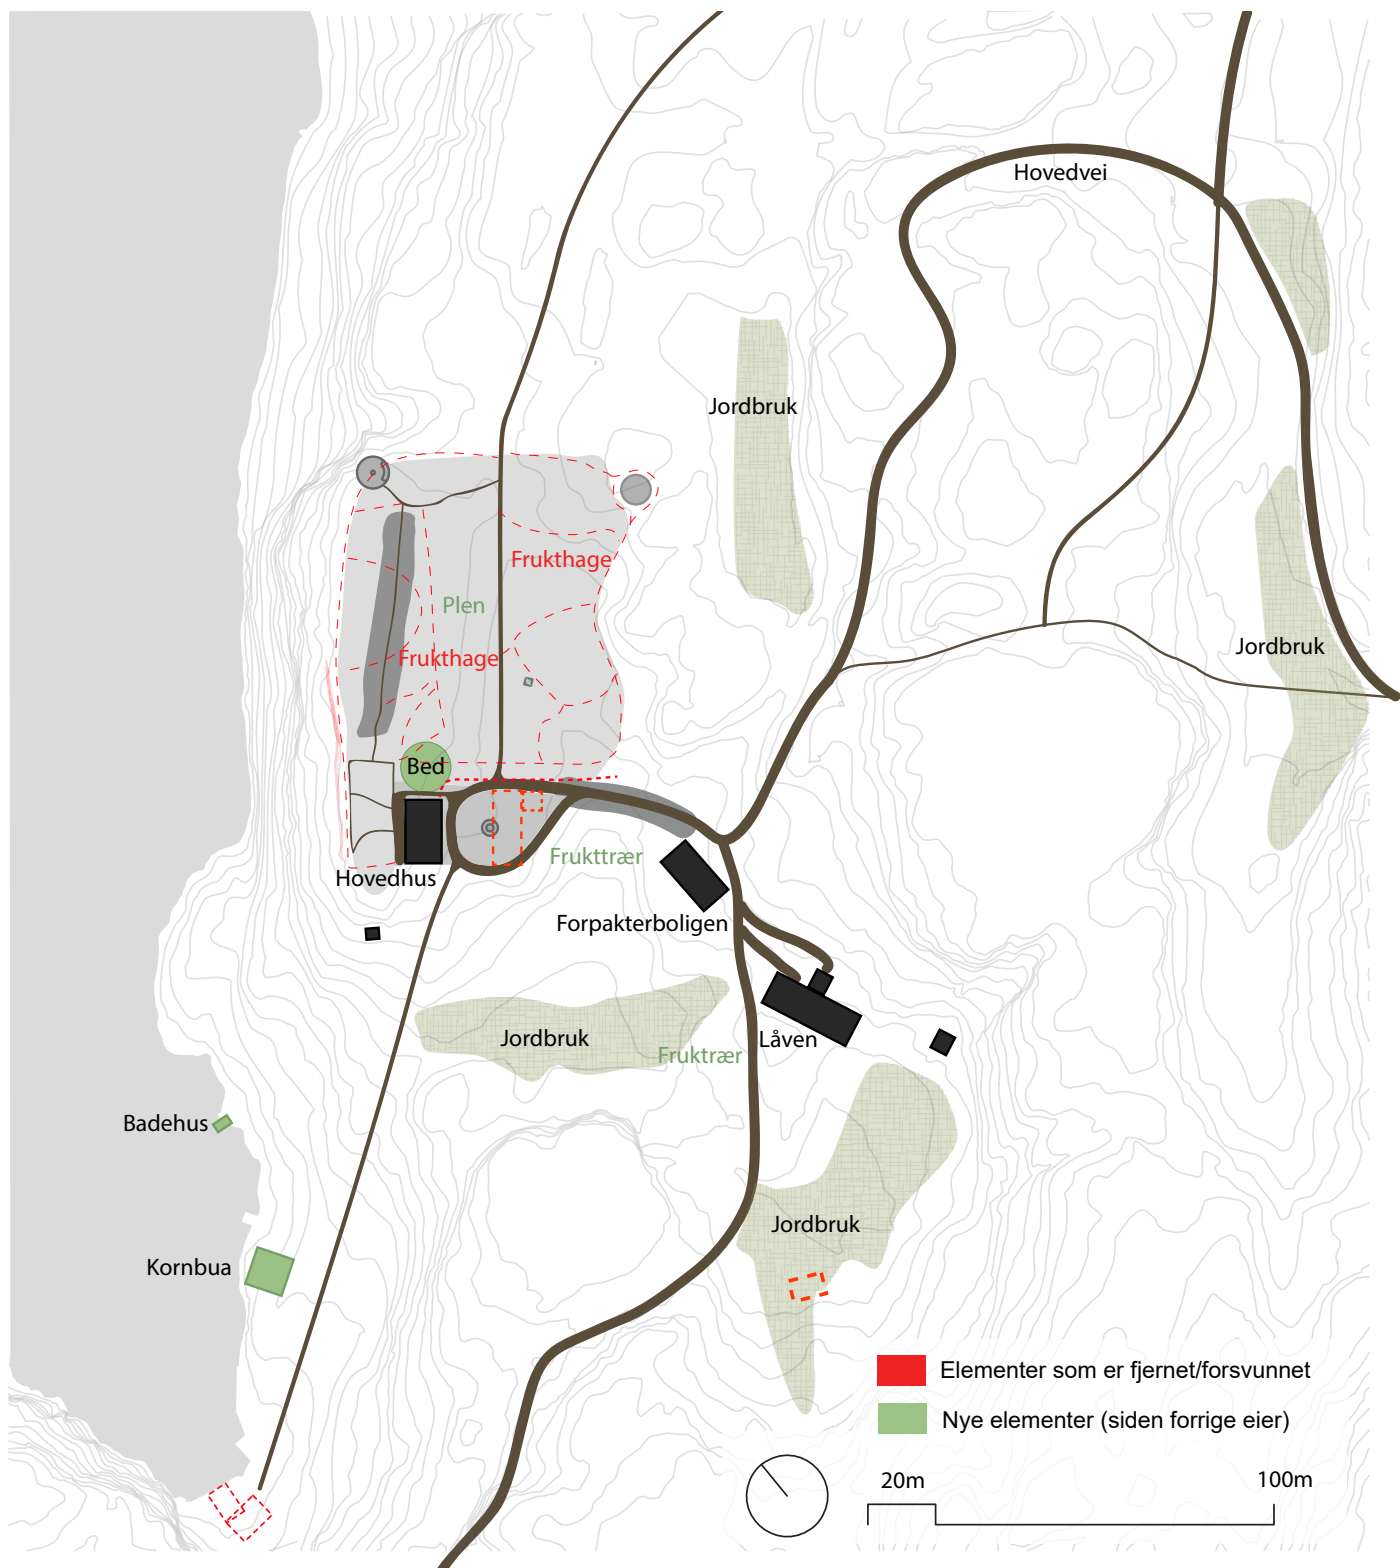 Hovedvei
Jordbruk
Frukthage
Plen
Jordbruk
Frukthage
Bed
Frukttrær
Hovedhus
Forpakterboligen
Jordbruk
Låven
Fruktrær
Badehus
Jordbruk
Kornbua
Elementer som er fjernet/forsvunnet
Nye elementer (siden forrige eier)
20m 100m